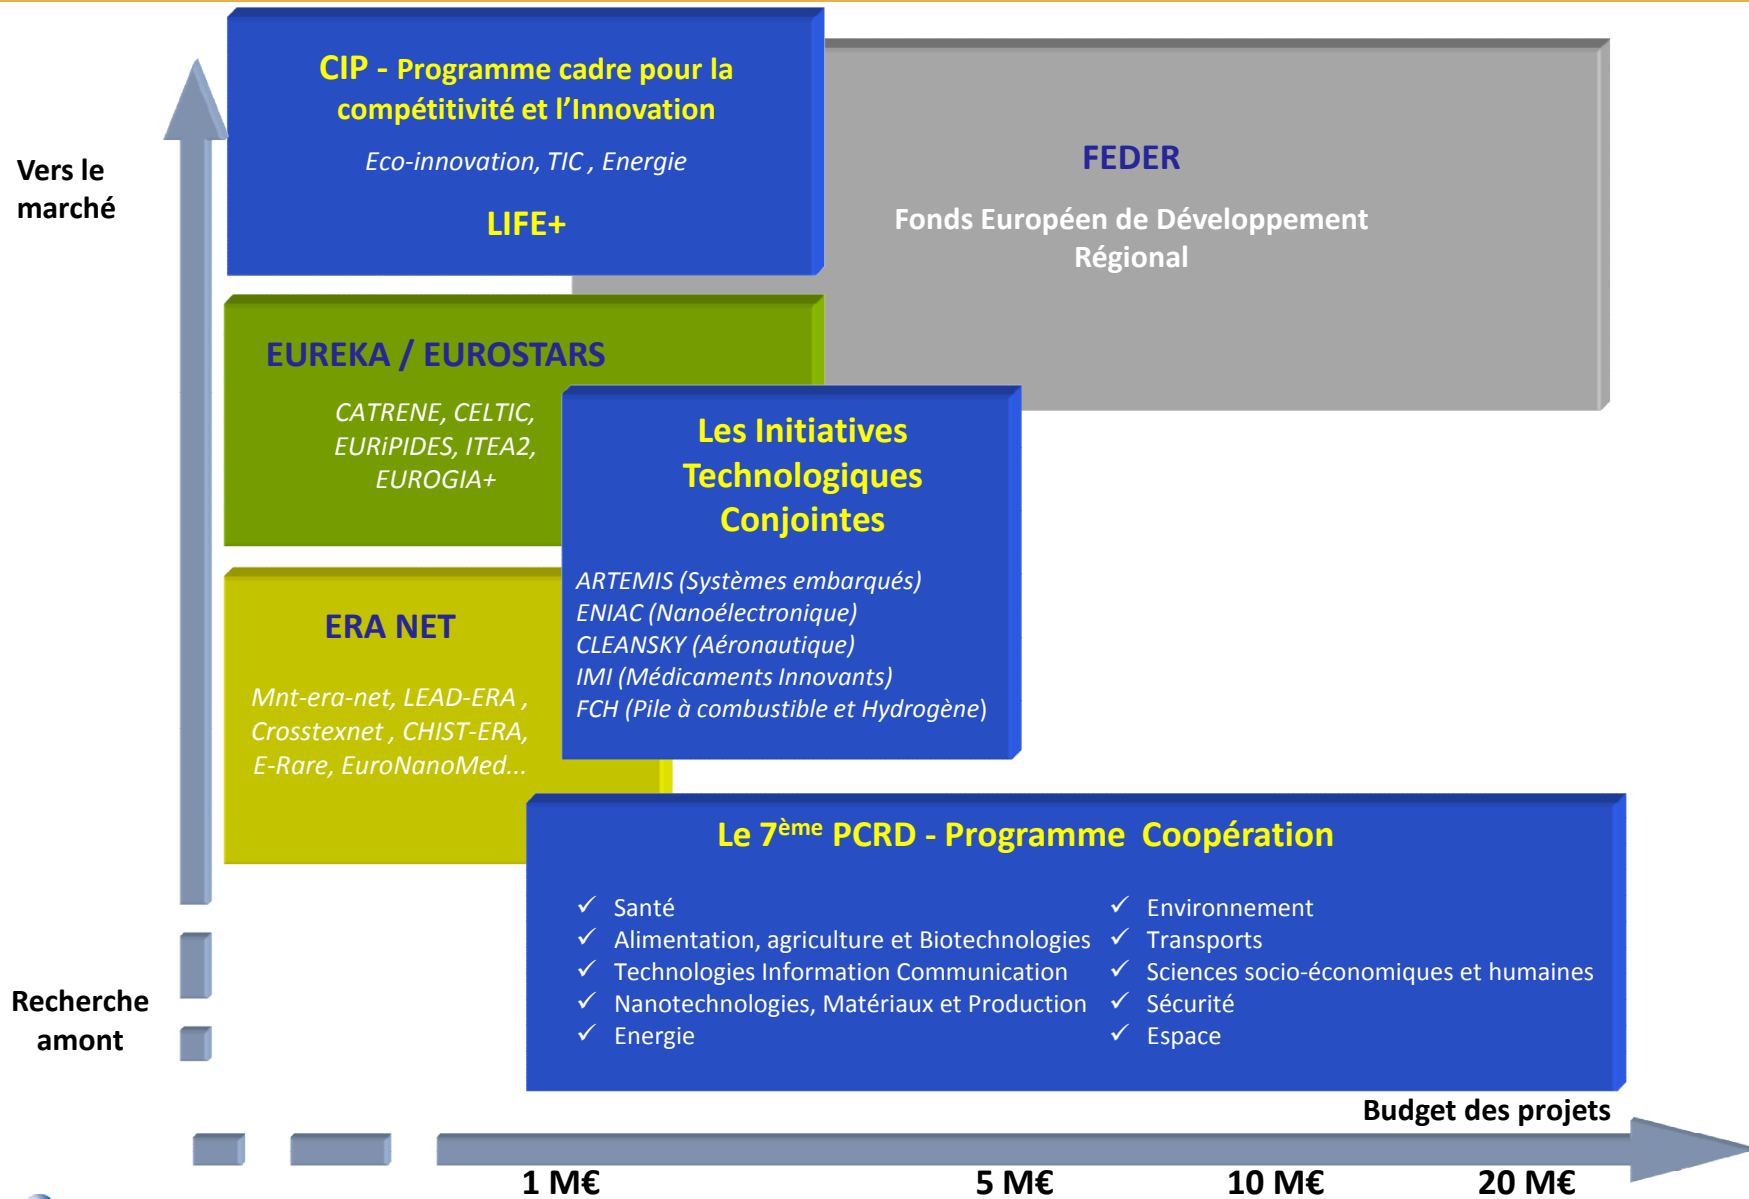 CIP - Programme cadre pour la
compétitivité et l'Innovation
Eco-innovation, TIC , Energie
LIFE+
Vers le
marché
FEDER
Fonds Européen de Développement
Régional
EUREKA / EUROSTARS
CATRENE, CELTIC,
EURiPIDES, ITEA2,
EUROGIA+
Les Initiatives
Technologiques
Conjointes
ARTEMIS (Systèmes embarqués)
ENIAC (Nanoélectronique)
CLEANSKY (Aéronautique)
IMI (Médicaments Innovants)
FCH (Pile à combustible et Hydrogène)
ERA NET
Mnt-era-net, LEAD-ERA ,
Crosstexnet , CHIST-ERA,
E-Rare, EuroNanoMed...
Le 7ème PCRD - Programme Coopération
✓ Santé
✓ Alimentation, agriculture et Biotechnologies
✓ Technologies Information Communication
✓ Nanotechnologies, Matériaux et Production
✓ Energie
✓ Environnement
✓ Transports
✓ Sciences socio-économiques et humaines
✓ Sécurité
✓ Espace
Recherche
amont
Budget des projets
1 M€ 5 M€ 10 M€ 20 M€